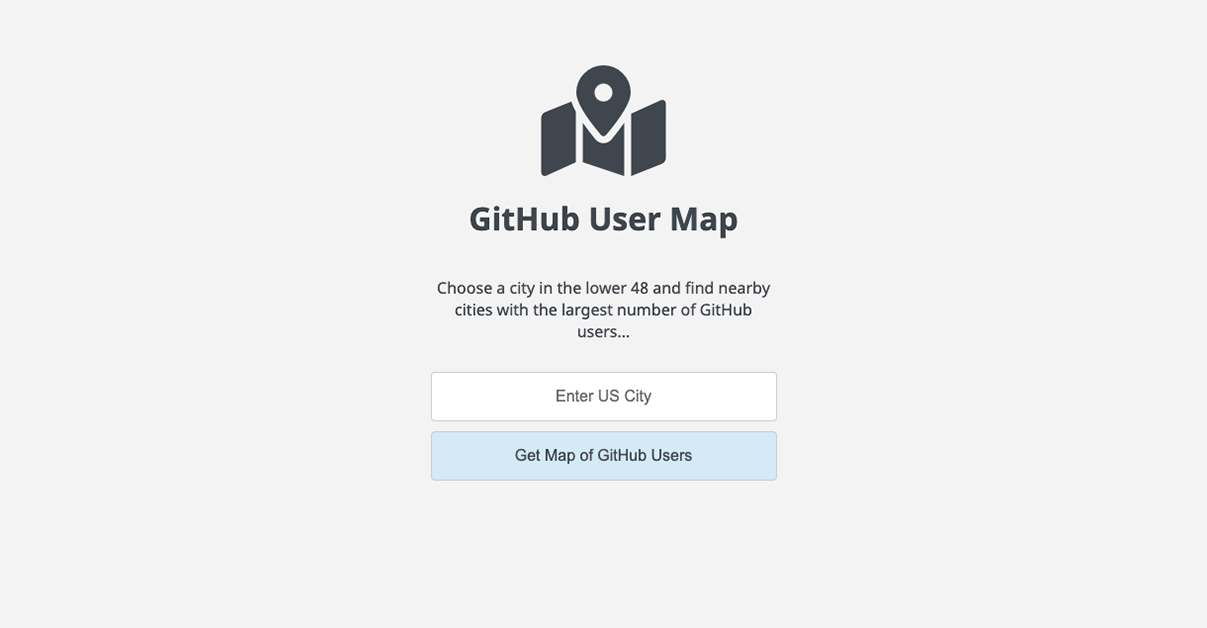 GitHub User Map
Choose a city in the lower 48 and find nearby
cities with the largest number of GitHub
users...
Enter US City
Get Map of GitHub Users